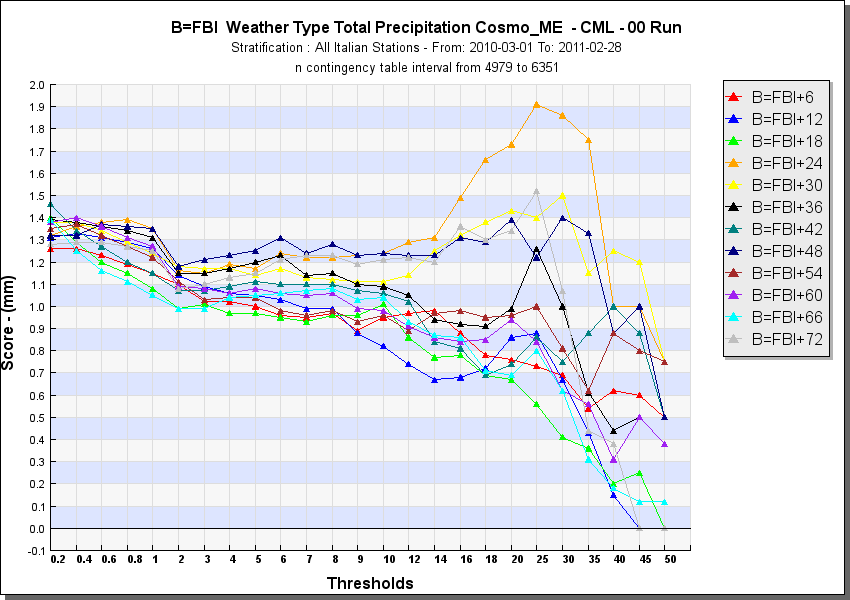 B=FBI Weather Type Total Precipitation Cosmo_ME - CML - 00 Run
Stratification : All Italian Stations - From: 2010-03-01 To: 2011-02-28
n contingency table interval from 4979 to 6351
2.0
1.9
1.8
1.7
1.6
1.5
1.4
1.3
1.2
1.1
1.0
0.9
0.8
0.7
0.6
0.5
0.4
0.3
0.2
0.1
0.0
-0.1
Score - (mm)
0.2 0.4 0.6 0.8 1 2 3 4 5 6 7 8 9 10 12 14 16 18 20 25 30 35 40 45 50
Thresholds
B=FBI+6
B=FBI+12
B=FBI+18
B=FBI+24
B=FBI+30
B=FBI+36
B=FBI+42
B=FBI+48
B=FBI+54
B=FBI+60
B=FBI+66
B=FBI+72